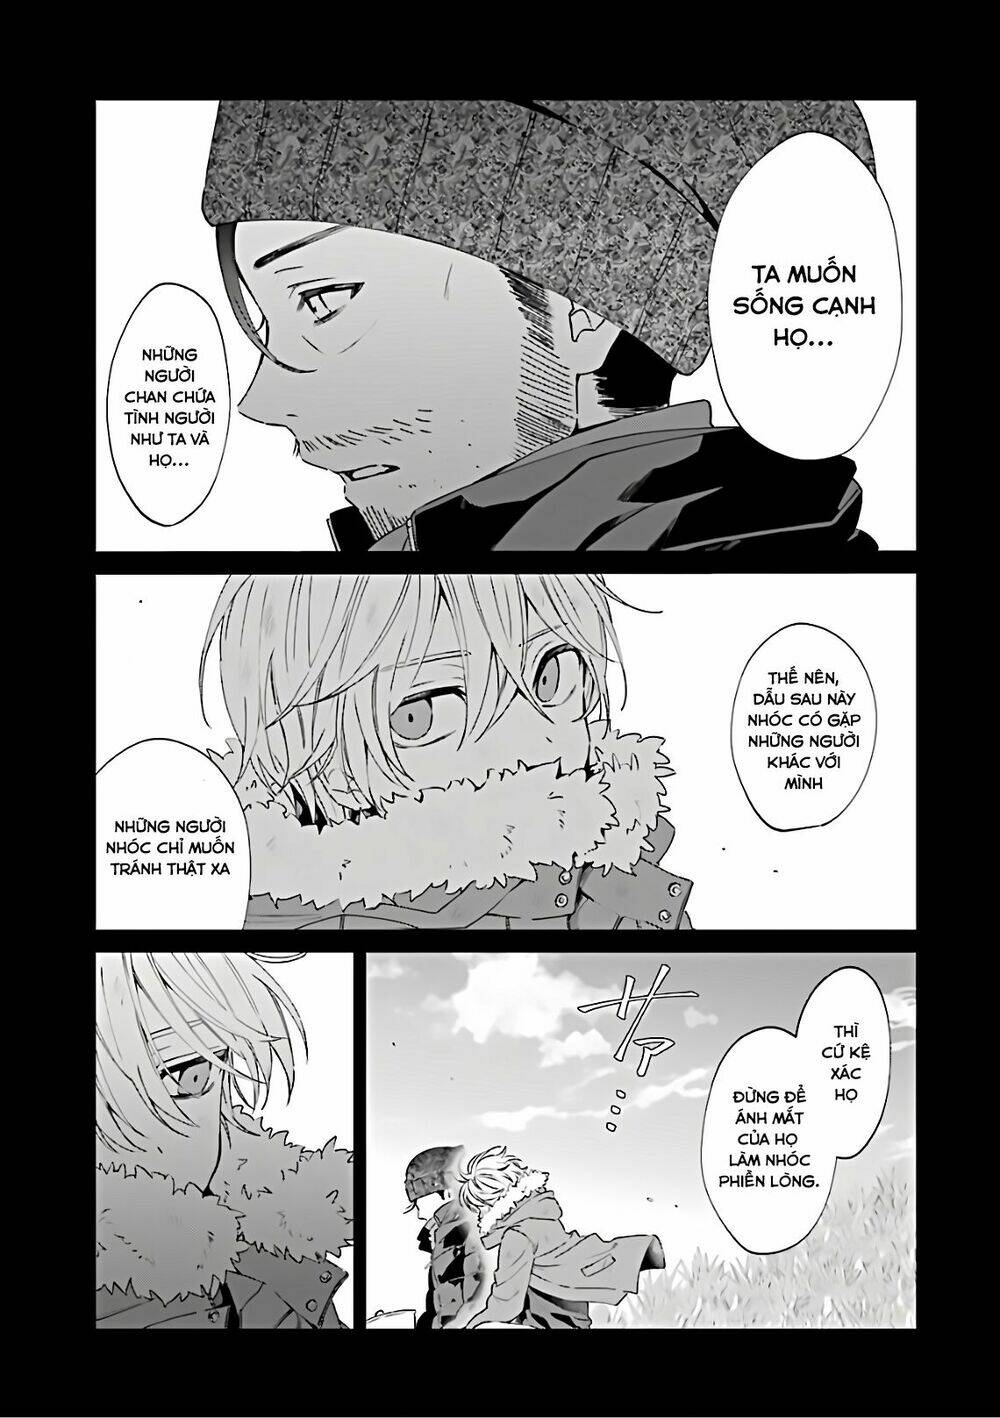 TA MUỐN
SỐNG CẠNH
HỌ...
NHỮNG
NGƯỜI
CHAN CHỨA
TÌNH NGƯỜI
NHƯ TA VÀ
HỌ...
THẾ NÊN,
DẪU SAU NÀY
NHÓC CÓ GẶP
NHỮNG NGƯỜI
KHÁC VỚI
MÌNH
NHỮNG NGƯỜI
NHÓC CHỈ MUỐN
TRÁNH THẬT XA
THÌ
CỨ KỆ
XÁC
HỌ
ĐỪNG ĐỂ
ÁNH MẮT
CỦA HỌ
LÀM NHÓC
PHIỀN LÒNG.
サァ…